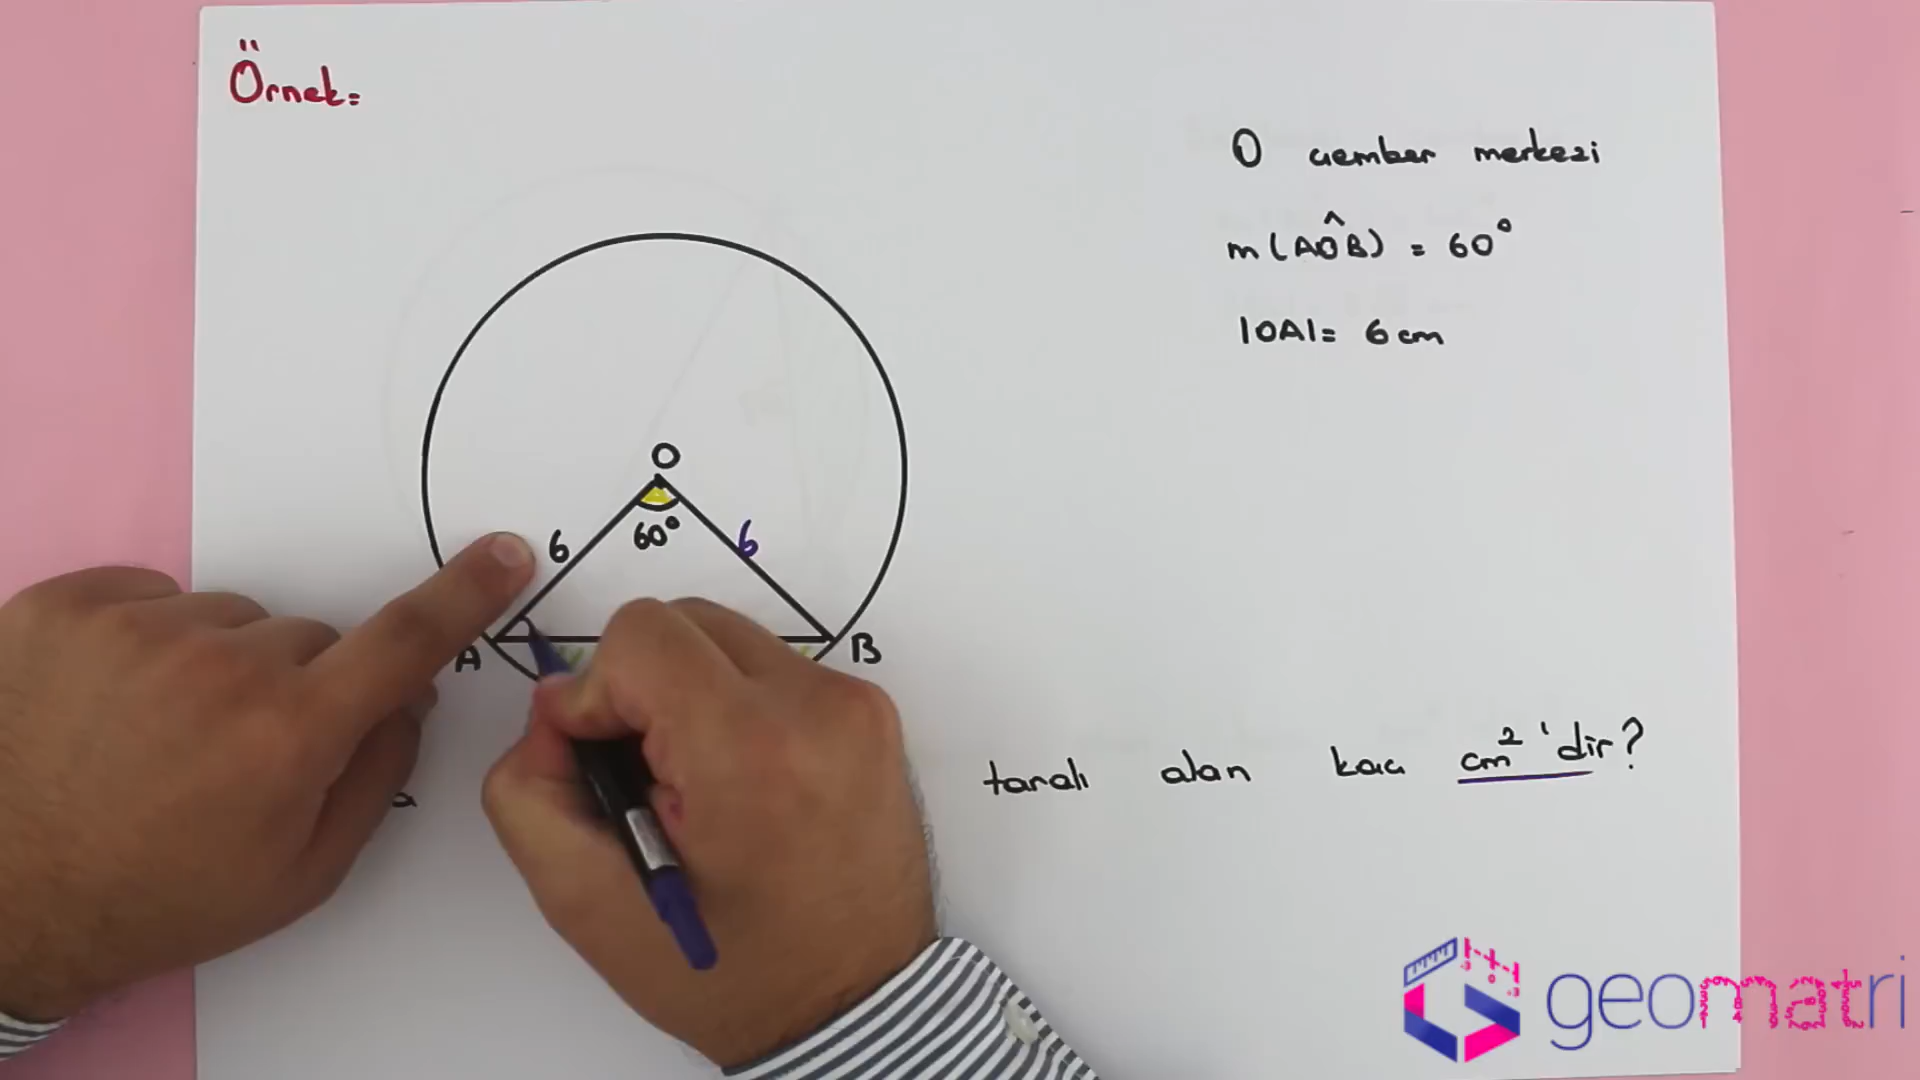 Örnek=
O çember merkezi
m(AÔB) = 60°
|OA|= 6 cm
O
60°
6
6
A
B
taralı alan kaç cm² 'dir?
geomatri